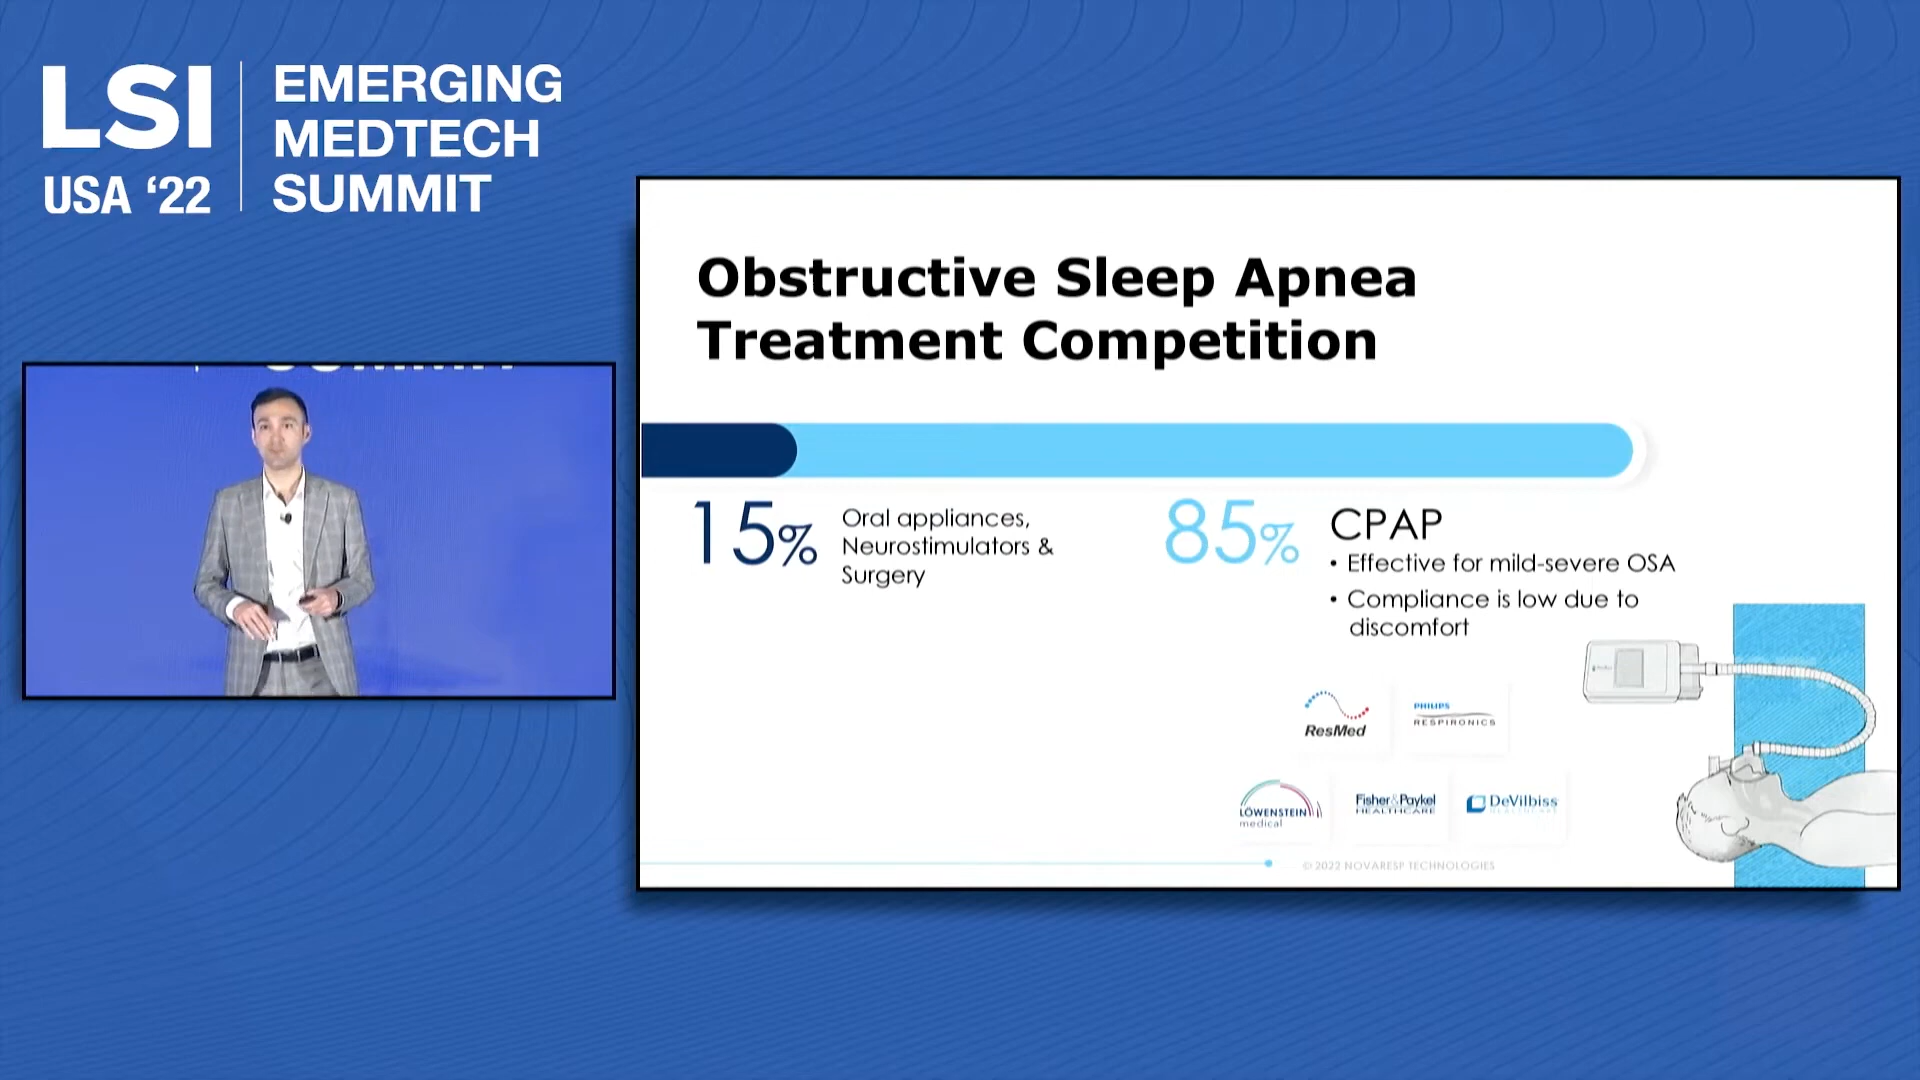 LSI
USA ‘22
EMERGING
MEDTECH
SUMMIT
Obstructive Sleep Apnea
Treatment Competition
15%
Oral appliances,
Neurostimulators &
Surgery
85%
CPAP
• Effective for mild-severe OSA
• Compliance is low due to
discomfort
ResMed
PHILIPS
RESPIRONICS
LÖWENSTEIN
medical
Fisher&Paykel
HEALTHCARE
DeVilbiss
HEALTHCARE
© 2022 NOVARESP TECHNOLOGIES